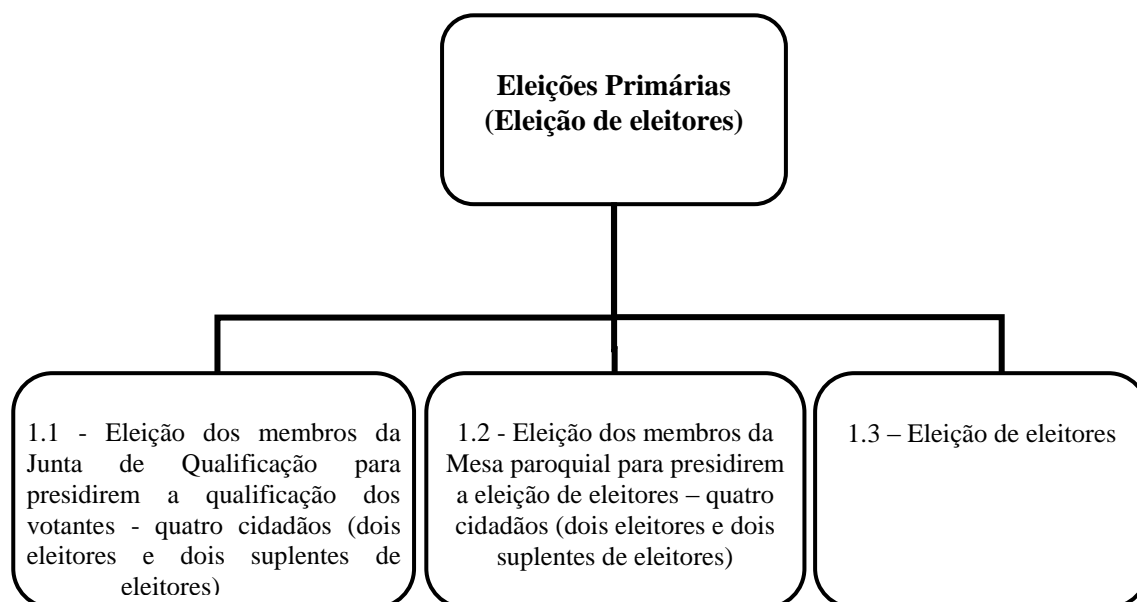 Eleições Primárias
(Eleição de eleitores)
1.1 - Eleição dos membros da
Junta de Qualificação para
presidirem a qualificação dos
votantes - quatro cidadãos (dois
eleitores e dois suplentes de
eleitores)
1.2 - Eleição dos membros da
Mesa paroquial para presidirem
a eleição de eleitores – quatro
cidadãos (dois eleitores e dois
suplentes de eleitores)
1.3 – Eleição de eleitores